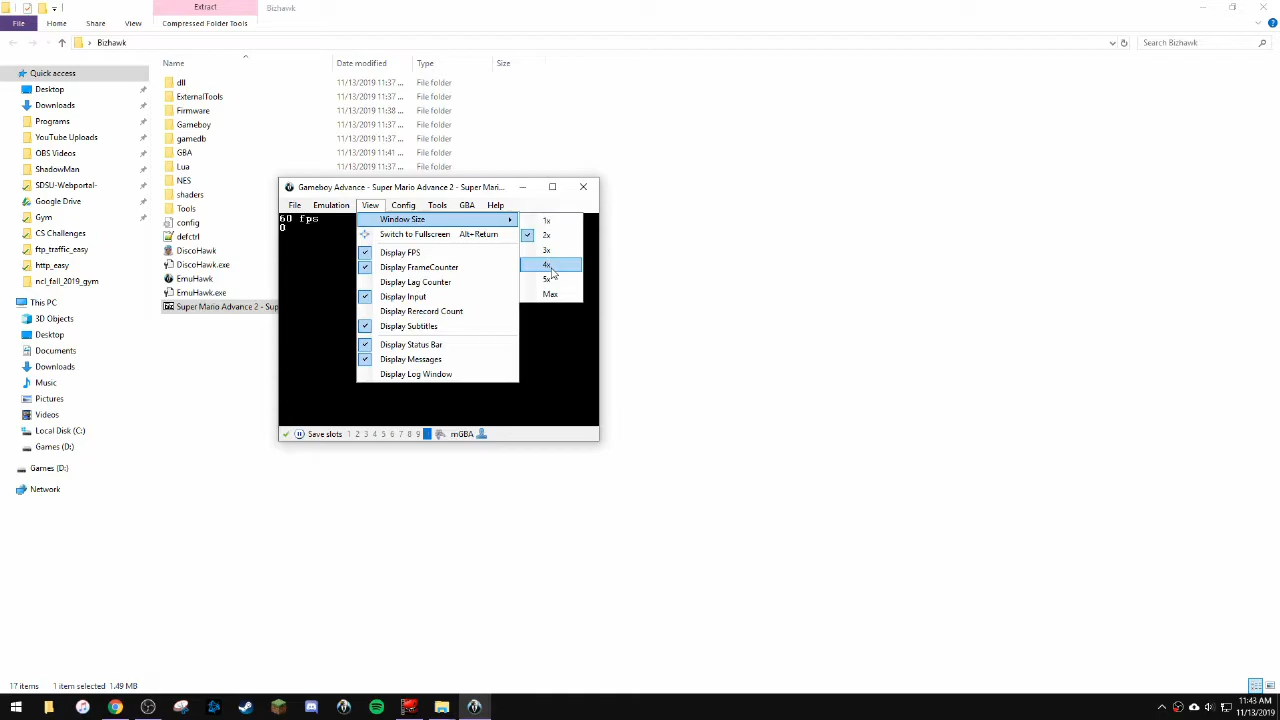 Extract
Bizhawk
File
Home
Share
View
Compressed Folder Tools
Bizhawk
Search Bizhawk
Name
Date modified
Type
Size
Quick access
Desktop
Downloads
Programs
YouTube Uploads
OBS Videos
ShadowMan
SDSU-Webportal-
Google Drive
Gym
CS Challenges
ftp_traffic_easy
http_easy
ncl_fall_2019_gym
This PC
3D Objects
Desktop
Documents
Downloads
Music
Pictures
Videos
Local Disk (C:)
Games (D:)
Games (D:)
Network
dll 11/13/2019 11:37 ... File folder
ExternalTools 11/13/2019 11:37 ... File folder
Firmware 11/13/2019 11:38 ... File folder
Gameboy 11/13/2019 11:37 ... File folder
gamedb 11/13/2019 11:37 ... File folder
GBA 11/13/2019 11:41 ... File folder
Lua 11/13/2019 11:37 ... File folder
NES
shaders
Tools
config
defctrl
DiscoHawk
DiscoHawk.exe
EmuHawk
EmuHawk.exe
Super Mario Advance 2 - Sup
Gameboy Advance - Super Mario Advance 2 - Super Mari...
File Emulation View Config Tools GBA Help
60 fps
0
Window Size
Switch to Fullscreen Alt+Return
Display FPS
Display FrameCounter
Display Lag Counter
Display Input
Display Rerecord Count
Display Subtitles
Display Status Bar
Display Messages
Display Log Window
1x
2x
3x
4x
5x
Max
Save slots 1 2 3 4 5 6 7 8 9
mGBA
17 items 1 item selected 1.49 MB
11:43 AM
11/13/2019